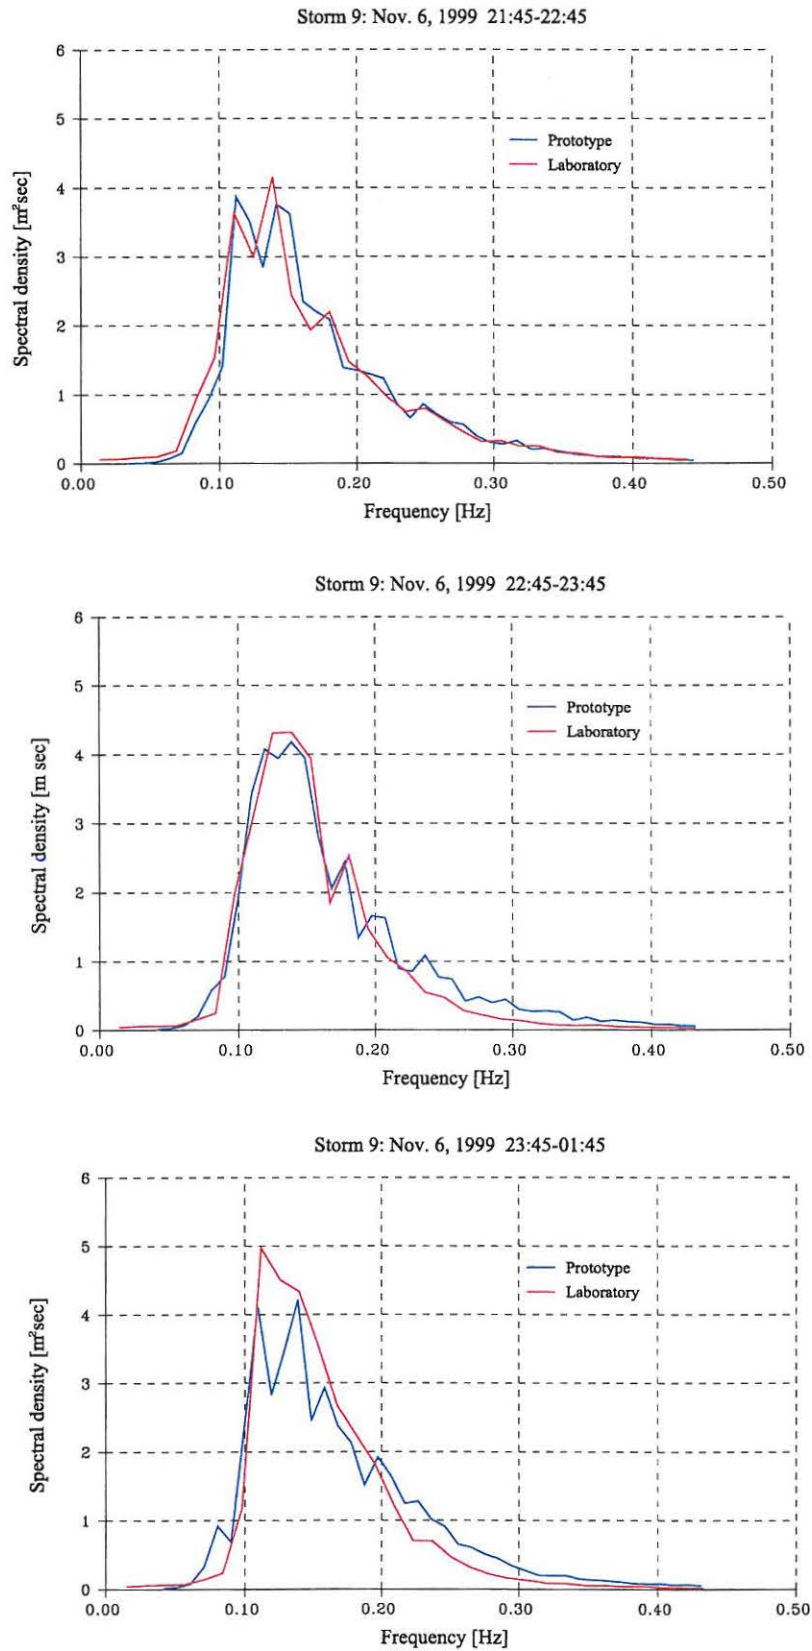 Storm 9: Nov. 6, 1999 21:45-22:45
6
5
4
3
2
1
0
Spectral density [m²sec]
Prototype
Laboratory
0.00 0.10 0.20 0.30 0.40 0.50
Frequency [Hz]
Storm 9: Nov. 6, 1999 22:45-23:45
6
5
4
3
2
1
0
Spectral density [m sec]
Prototype
Laboratory
0.00 0.10 0.20 0.30 0.40 0.50
Frequency [Hz]
Storm 9: Nov. 6, 1999 23:45-01:45
6
5
4
3
2
1
0
Spectral density [m²sec]
Prototype
Laboratory
0.00 0.10 0.20 0.30 0.40 0.50
Frequency [Hz]